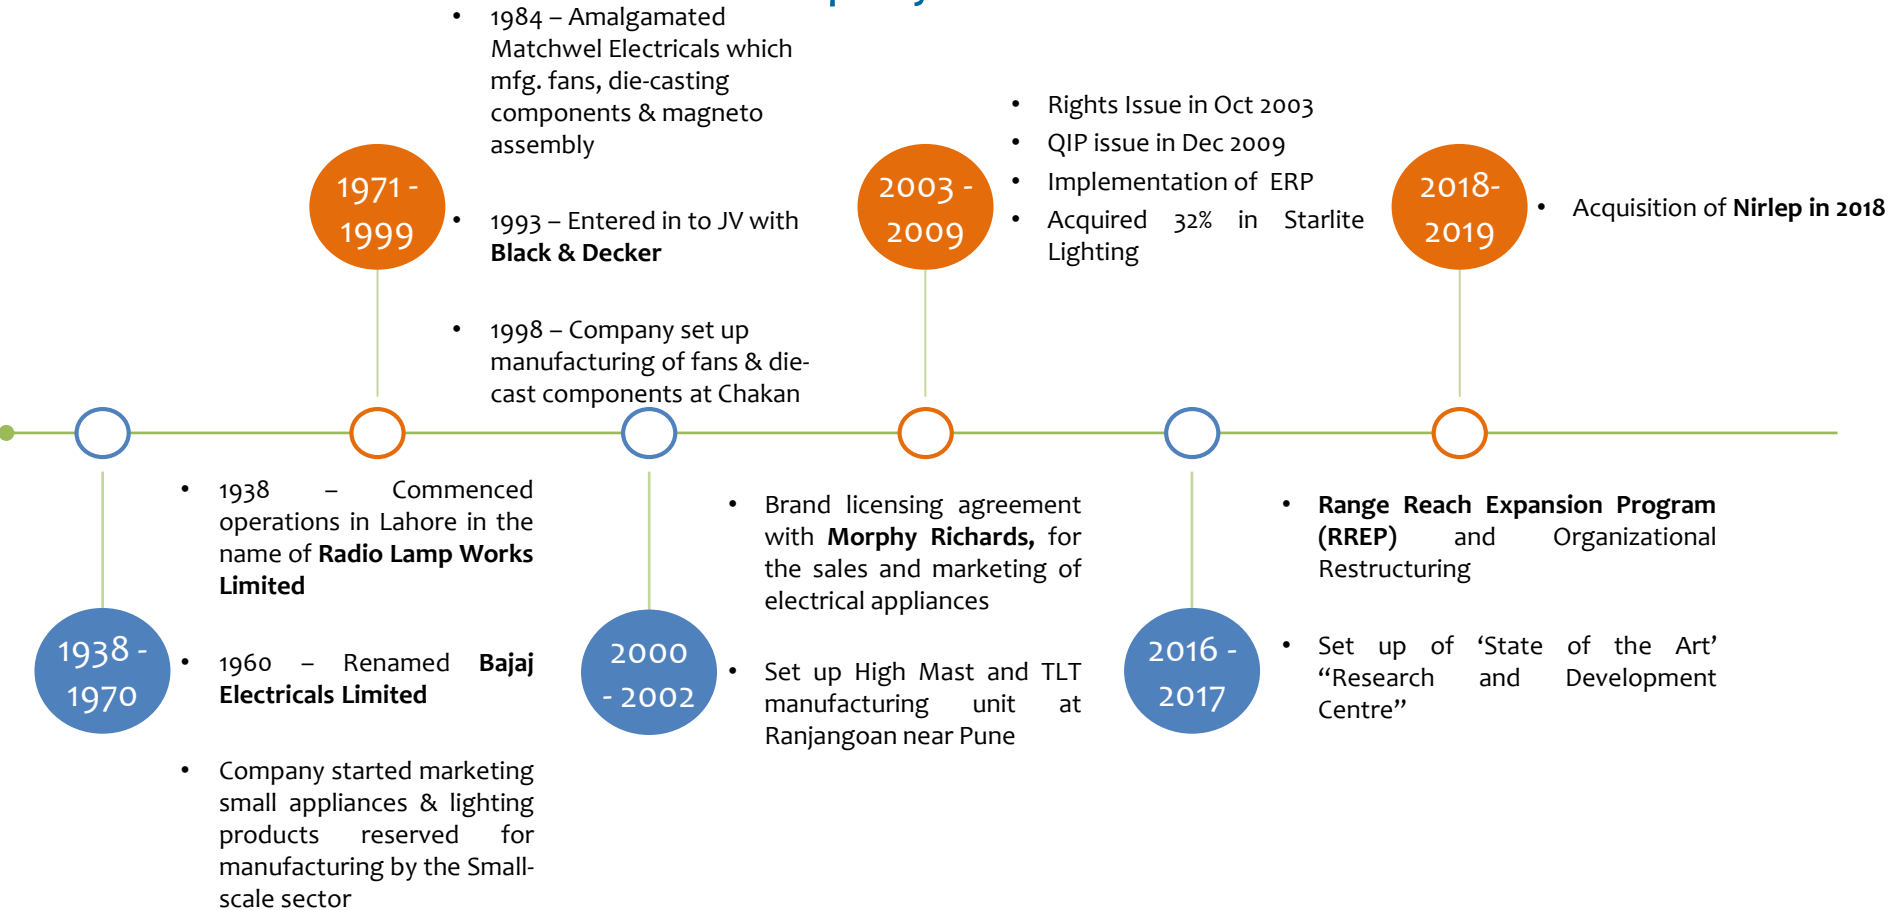 • 1984 – Amalgamated
Matchwel Electricals which
mfg. fans, die-casting
components & magneto
assembly
1971 -
1999
• 1993 – Entered in to JV with
Black & Decker
• 1998 – Company set up
manufacturing of fans & die-
cast components at Chakan
2003 -
2009
• Rights Issue in Oct 2003
• QIP issue in Dec 2009
• Implementation of ERP
• Acquired 32% in Starlite
Lighting
2018-
2019
• Acquisition of Nirlep in 2018
1938 -
1970
• 1938 – Commenced
operations in Lahore in the
name of Radio Lamp Works
Limited
• 1960 – Renamed Bajaj
Electricals Limited
• Company started marketing
small appliances & lighting
products reserved for
manufacturing by the Small-
scale sector
2000
- 2002
• Brand licensing agreement
with Morphy Richards, for
the sales and marketing of
electrical appliances
• Set up High Mast and TLT
manufacturing unit at
Ranjangoan near Pune
2016 -
2017
• Range Reach Expansion Program
(RREP) and Organizational
Restructuring
• Set up of ‘State of the Art’
“Research and Development
Centre”